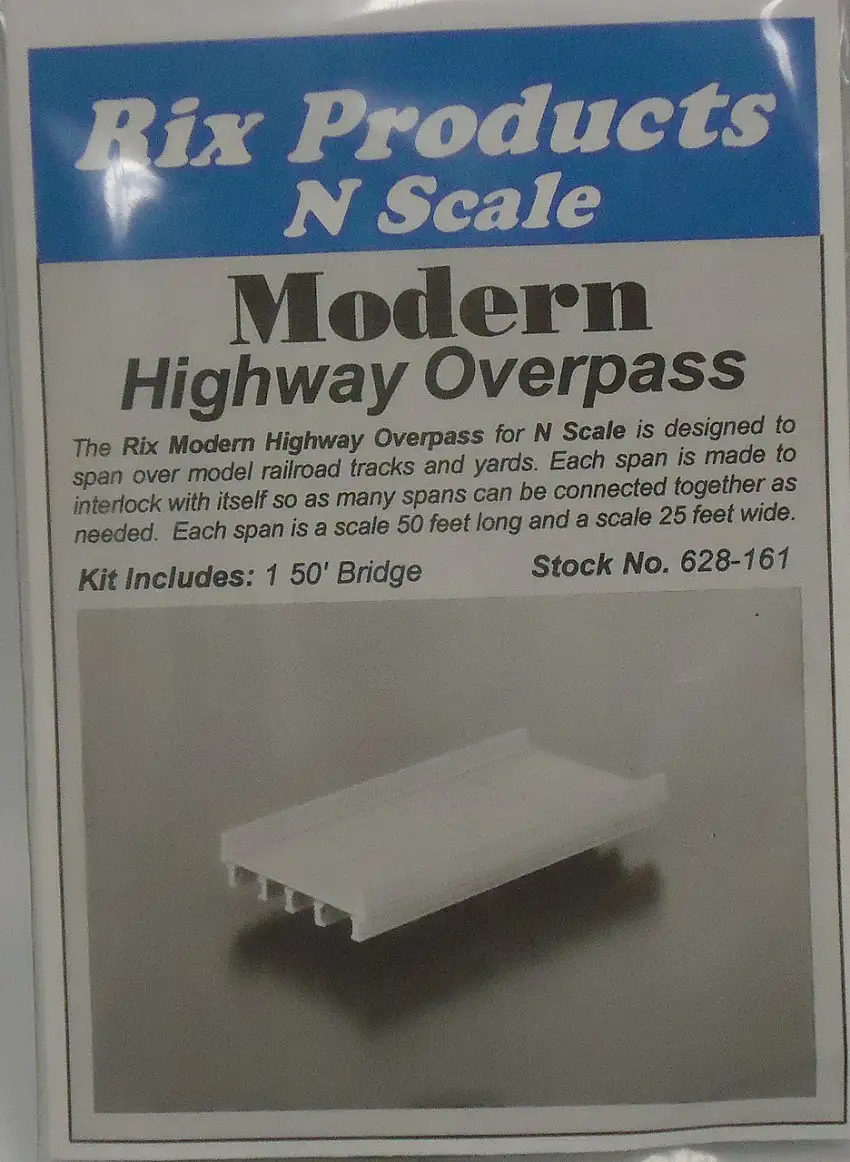 Rix Products
N Scale
Modern
Highway Overpass
The Rix Modern Highway Overpass for N Scale is designed to
span over model railroad tracks and yards. Each span is made to
interlock with itself so as many spans can be connected together as
needed. Each span is a scale 50 feet long and a scale 25 feet wide.
Kit Includes: 1 50' Bridge Stock No. 628-161